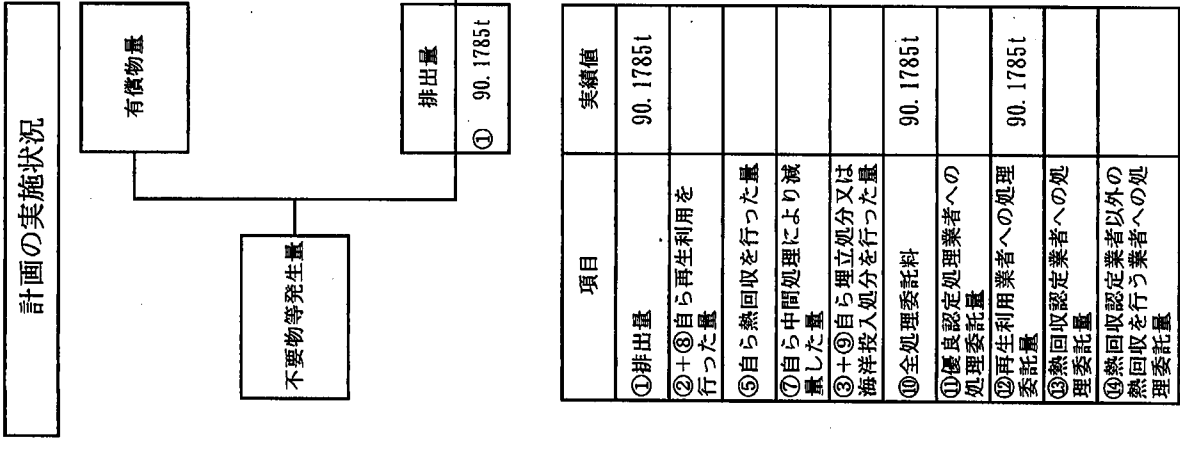 計画の実施状況
有償物量
不要物等発生量
排出量
① 90.1785t
項目
実績値
①排出量
90.1785t
②+⑧自ら再生利用を
行った量
⑤自ら熱回収を行った量
⑦自ら中間処理により減
量した量
③+⑨自ら埋立処分又は
海洋投入処分を行った量
⑩全処理委託料
90.1785t
⑪優良認定処理業者への
処理委託量
⑫再生利用業者への処理
委託量
90.1785t
⑬熱回収認定業者への処
理委託量
⑭熱回収認定業者以外の
熱回収を行う業者への処
理委託量